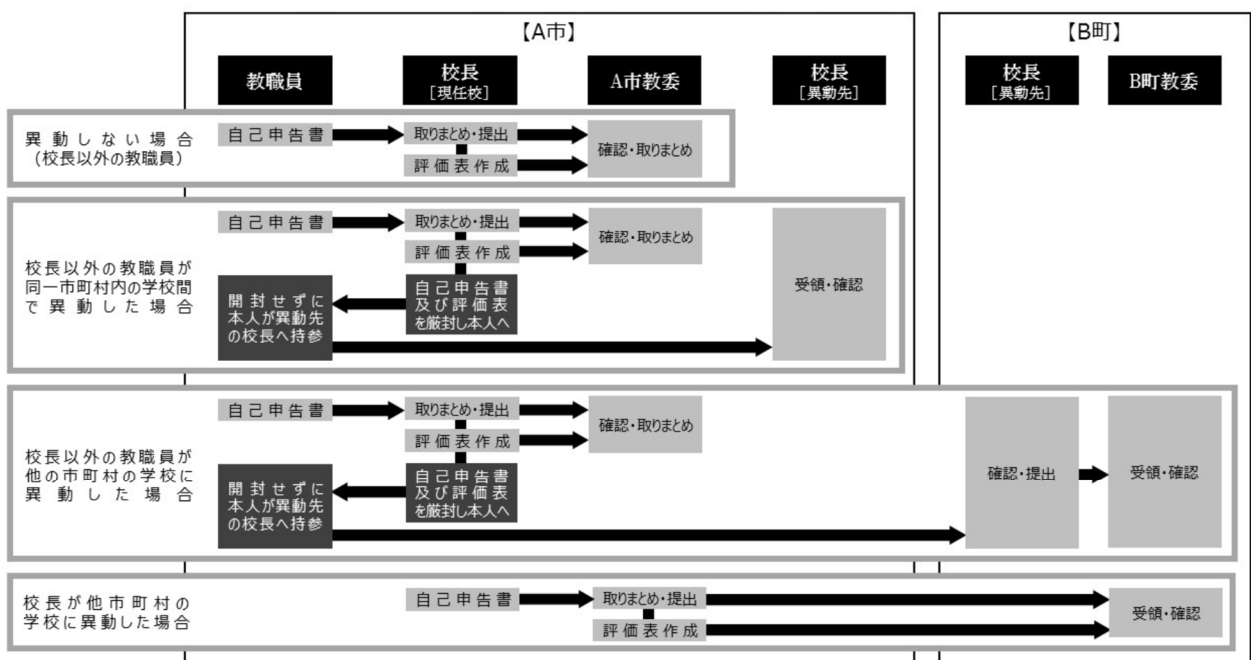 【A市】
【B町】
教職員
校長
[現任校]
A市教委
校長
[異動先]
校長
[異動先]
B町教委
異動しない場合
(校長以外の教職員)
自己申告書
取りまとめ・提出
評価表作成
確認・取りまとめ
校長以外の教職員が
同一市町村内の学校間
で異動した場合
自己申告書
取りまとめ・提出
評価表作成
確認・取りまとめ
自己申告書
及び評価表
を厳封し本人へ
開封せずに
本人が異動先
の校長へ持参
受領・確認
校長以外の教職員が
他の市町村の学校に
異動した場合
自己申告書
取りまとめ・提出
評価表作成
確認・取りまとめ
自己申告書
及び評価表
を厳封し本人へ
開封せずに
本人が異動先
の校長へ持参
確認・提出
受領・確認
校長が他市町村の
学校に異動した場合
自己申告書
取りまとめ・提出
評価表作成
受領・確認